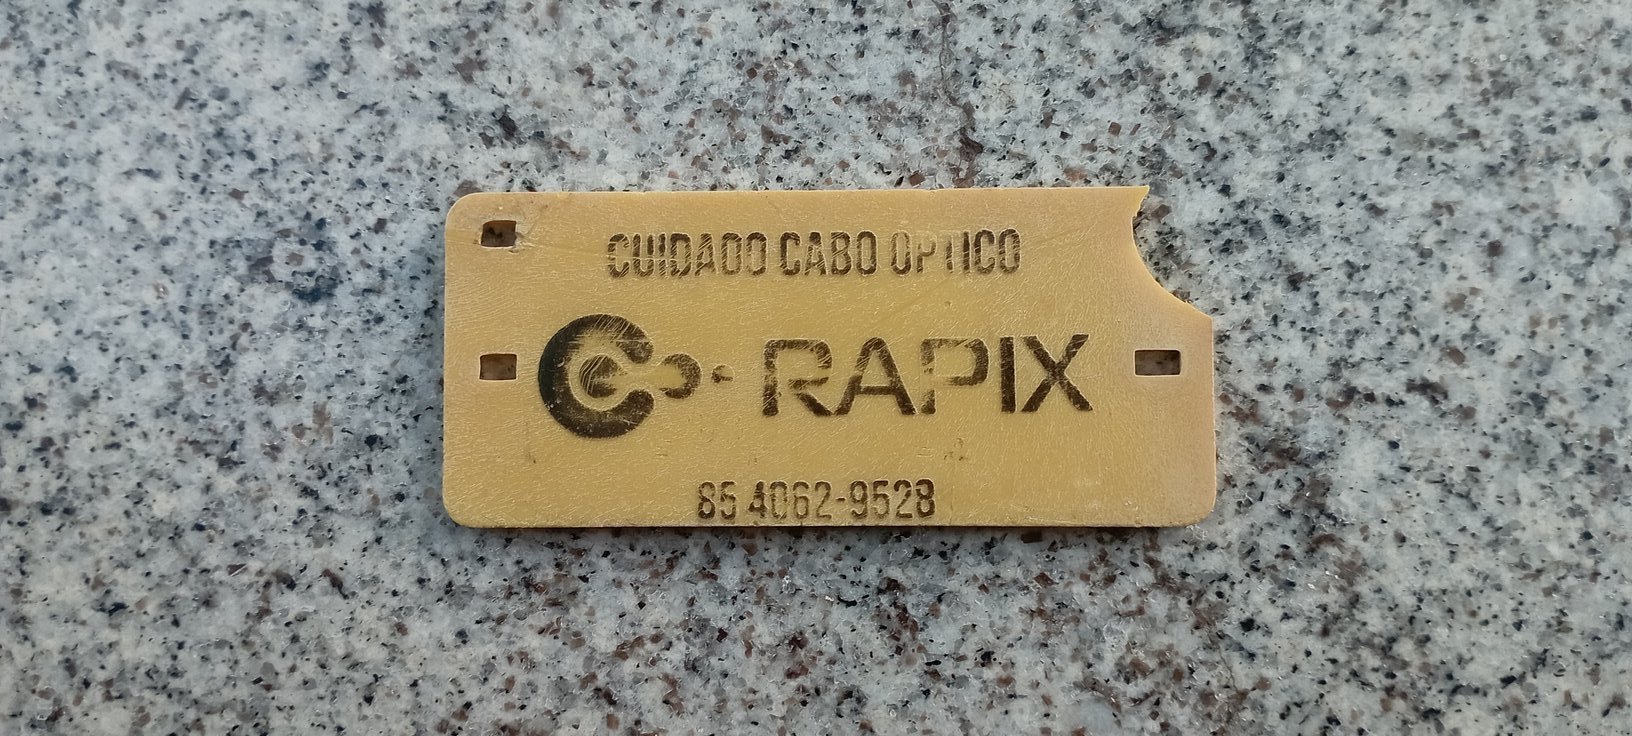 CUIDADO CABO OPTICO
RAPIX
85 4062-9528